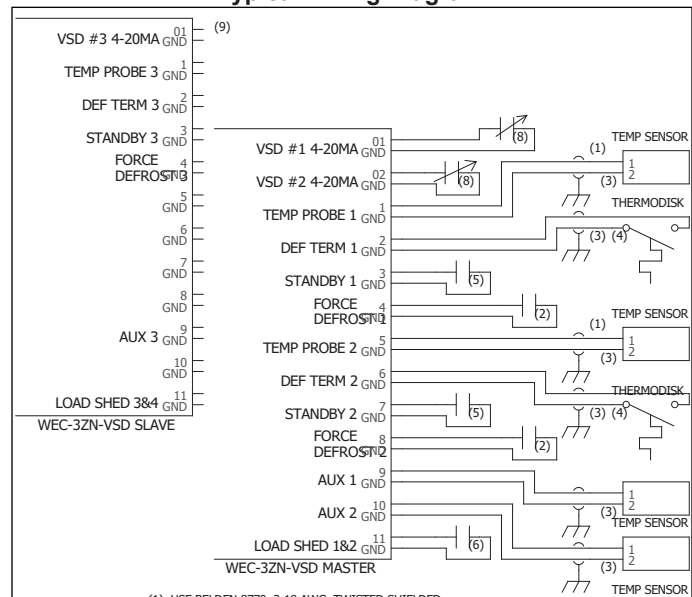 VSD #3 4-20MA 01 GND (9)
TEMP PROBE 3 1 GND
DEF TERM 3 2 GND
STANDBY 3 3 GND
FORCE DEFROST 3 4 GND
5 GND
6 GND
7 GND
8 GND
AUX 3 9 GND
10 GND
LOAD SHED 3&4 11 GND
WEC-3ZN-VSD SLAVE
VSD #1 4-20MA 01 GND (8)
VSD #2 4-20MA 02 GND (8)
TEMP PROBE 1 1 GND
DEF TERM 1 2 GND
STANDBY 1 3 GND (5)
FORCE DEFROST 1 4 GND (2)
TEMP PROBE 2 5 GND
DEF TERM 2 6 GND
STANDBY 2 7 GND (5)
FORCE DEFROST 2 8 GND (2)
AUX 1 9 GND
AUX 2 10 GND
LOAD SHED 1&2 11 GND (6)
WEC-3ZN-VSD MASTER
TEMP SENSOR
(1) 1
(3) 2
THERMODISK
(3) (4)
TEMP SENSOR
(1) 1
(3) 2
THERMODISK
(3) (4)
1
(3) 2
TEMP SENSOR
1
(3) 2
TEMP SENSOR